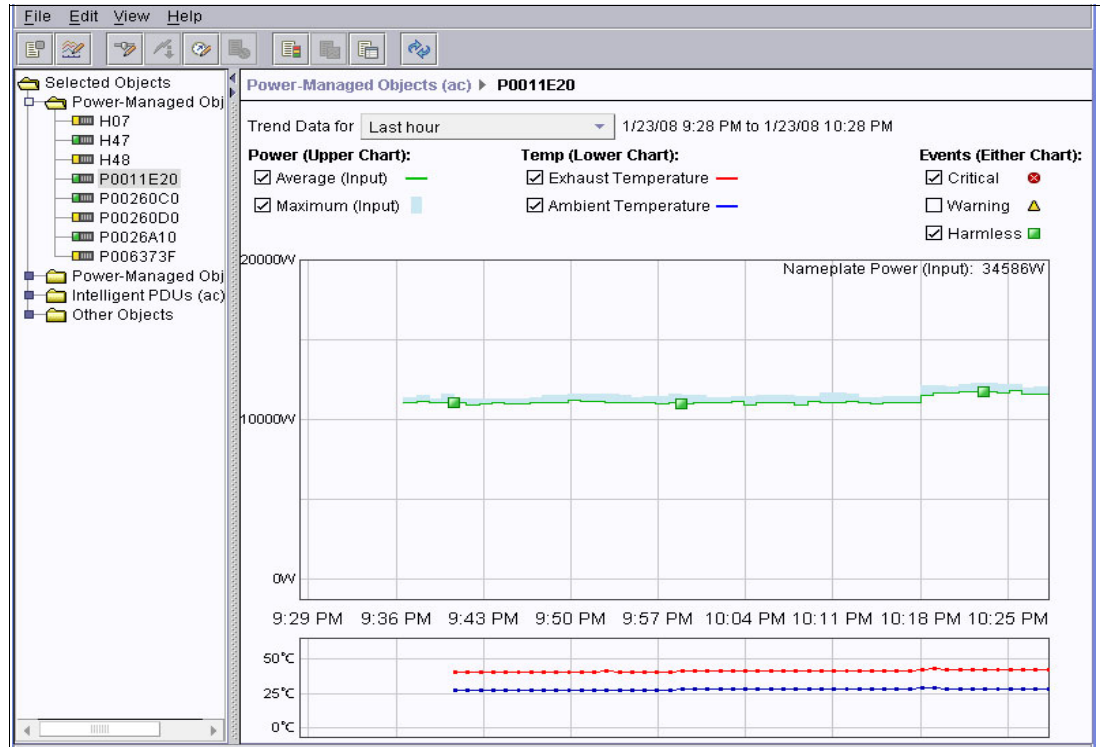 File Edit View Help
Selected Objects
Power-Managed Obj
H07
H47
H48
P0011E20
P00260C0
P00260D0
P0026A10
P006373F
Power-Managed Obj
Intelligent PDUs (ac)
Other Objects
Power-Managed Objects (ac) P0011E20
Trend Data for Last hour 1/23/08 9:28 PM to 1/23/08 10:28 PM
Power (Upper Chart): Temp (Lower Chart): Events (Either Chart):
Average (Input) Exhaust Temperature Critical
Maximum (Input) Ambient Temperature Warning
Harmless
20000W
Nameplate Power (Input): 34586W
10000W
0W
9:29 PM 9:36 PM 9:43 PM 9:50 PM 9:57 PM 10:04 PM 10:11 PM 10:18 PM 10:25 PM
50°C
25°C
0°C